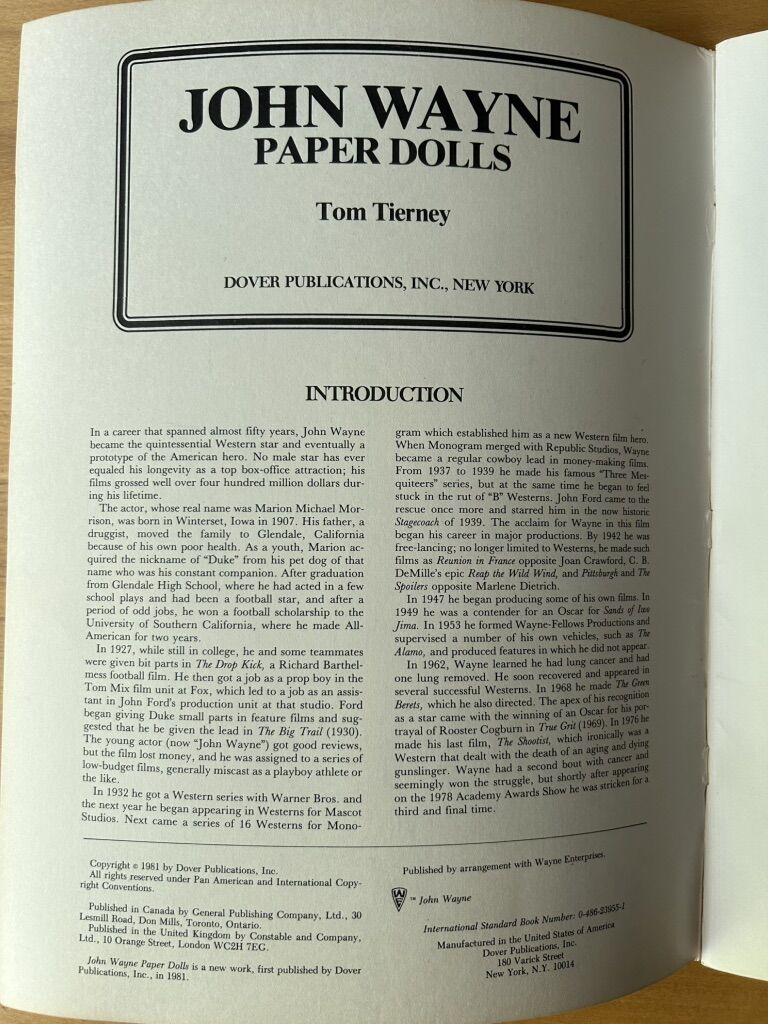 JOHN WAYNE
PAPER DOLLS
Tom Tierney
DOVER PUBLICATIONS, INC., NEW YORK
INTRODUCTION
In a career that spanned almost fifty years, John Wayne
became the quintessential Western star and eventually a
prototype of the American hero. No male star has ever
equaled his longevity as a top box-office attraction; his
films grossed well over four hundred million dollars dur-
ing his lifetime.
The actor, whose real name was Marion Michael Mor-
rison, was born in Winterset, Iowa in 1907. His father, a
druggist, moved the family to Glendale, California
because of his own poor health. As a youth, Marion ac-
quired the nickname of "Duke" from his pet dog of that
name who was his constant companion. After graduation
from Glendale High School, where he had acted in a few
school plays and had been a football star, and after a
period of odd jobs, he won a football scholarship to the
University of Southern California, where he made All-
American for two years.
In 1927, while still in college, he and some teammates
were given bit parts in The Drop Kick, a Richard Barthel-
mess football film. He then got a job as a prop boy in the
Tom Mix film unit at Fox, which led to a job as an assis-
tant in John Ford's production unit at that studio. Ford
began giving Duke small parts in feature films and sug-
gested that he be given the lead in The Big Trail (1930).
The young actor (now "John Wayne") got good reviews,
but the film lost money, and he was assigned to a series of
low-budget films, generally miscast as a playboy athlete or
the like.
In 1932 he got a Western series with Warner Bros. and
the next year he began appearing in Westerns for Mascot
Studios. Next came a series of 16 Westerns for Mono-
gram which established him as a new Western film hero.
When Monogram merged with Republic Studios, Wayne
became a regular cowboy lead in money-making films.
From 1937 to 1939 he made his famous "Three Mes-
quiteers" series, but at the same time he began to feel
stuck in the rut of "B" Westerns. John Ford came to the
rescue once more and starred him in the now historic
Stagecoach of 1939. The acclaim for Wayne in this film
began his career in major productions. By 1942 he was
free-lancing; no longer limited to Westerns, he made such
films as Reunion in France opposite Joan Crawford, C. B.
DeMille's epic Reap the Wild Wind, and Pittsburgh and The
Spoilers opposite Marlene Dietrich.
In 1947 he began producing some of his own films. In
1949 he was a contender for an Oscar for Sands of Iwo
Jima. In 1953 he formed Wayne-Fellows Productions and
supervised a number of his own vehicles, such as The
Alamo, and produced features in which he did not appear.
In 1962, Wayne learned he had lung cancer and had
one lung removed. He soon recovered and appeared in
several successful Westerns. In 1968 he made The Green
Berets, which he also directed. The apex of his recognition
as a star came with the winning of an Oscar for his por-
trayal of Rooster Cogburn in True Grit (1969). In 1976 he
made his last film, The Shootist, which ironically was a
Western that dealt with the death of an aging and dying
gunslinger. Wayne had a second bout with cancer and
seemingly won the struggle, but shortly after appearing
on the 1978 Academy Awards Show he was stricken for a
third and final time.
Copyright © 1981 by Dover Publications, Inc.
All rights reserved under Pan American and International Copy-
right Conventions.
Published in Canada by General Publishing Company, Ltd., 30
Lesmill Road, Don Mills, Toronto, Ontario.
Published in the United Kingdom by Constable and Company,
Ltd., 10 Orange Street, London WC2H 7EG.
John Wayne Paper Dolls is a new work, first published by Dover
Publications, Inc., in 1981.
Published by arrangement with Wayne Enterprises.
™ John Wayne
International Standard Book Number: 0-486-23955-1
Manufactured in the United States of America
Dover Publications, Inc.
180 Varick Street
New York, N.Y. 10014